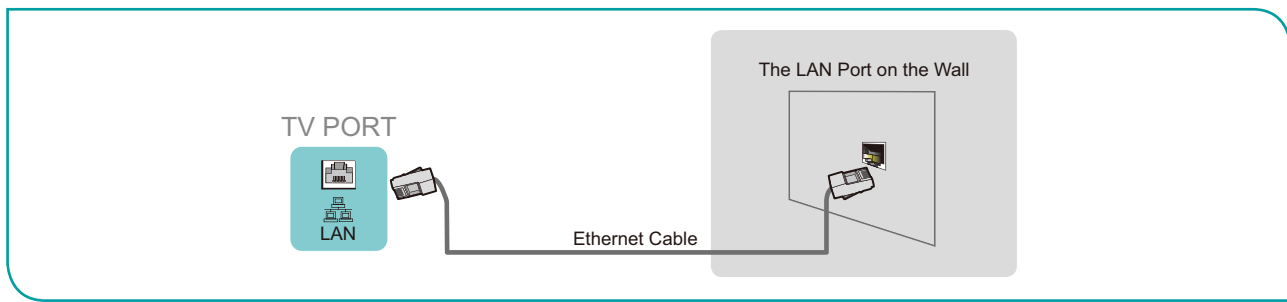 The LAN Port on the Wall
TV PORT
LAN
Ethernet Cable